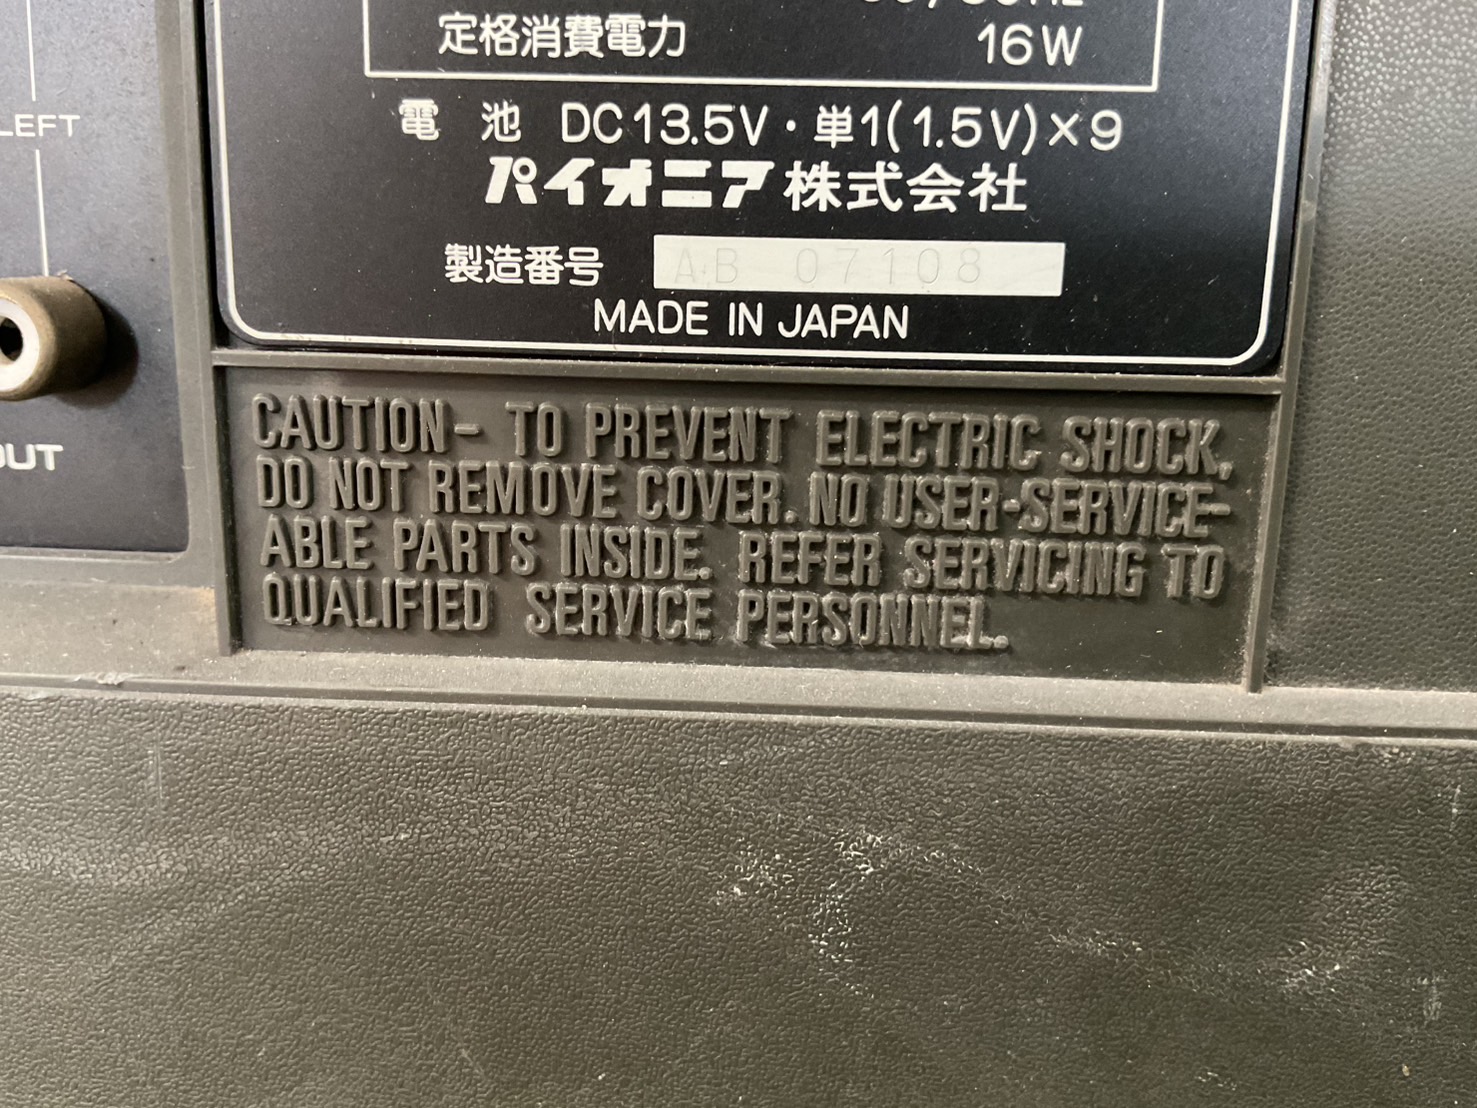 定格消費電力 16W
電池 DC13.5V・単1(1.5V)×9
パイオニア株式会社
製造番号 AB 07108
MADE IN JAPAN
LEFT
OUT
CAUTION- TO PREVENT ELECTRIC SHOCK,
DO NOT REMOVE COVER. NO USER-SERVICE-
ABLE PARTS INSIDE. REFER SERVICING TO
QUALIFIED SERVICE PERSONNEL.